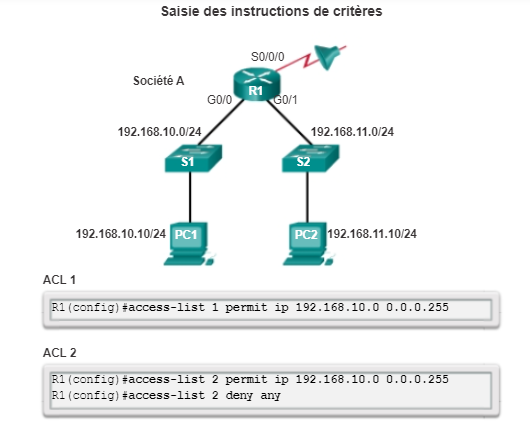 Saisie des instructions de critères
S0/0/0
Société A
R1
G0/0
G0/1
192.168.10.0/24
192.168.11.0/24
S1
S2
192.168.10.10/24
PC1
PC2
192.168.11.10/24
ACL 1
R1(config)#access-list 1 permit ip 192.168.10.0 0.0.0.255
ACL 2
R1(config)#access-list 2 permit ip 192.168.10.0 0.0.0.255
R1(config)#access-list 2 deny any